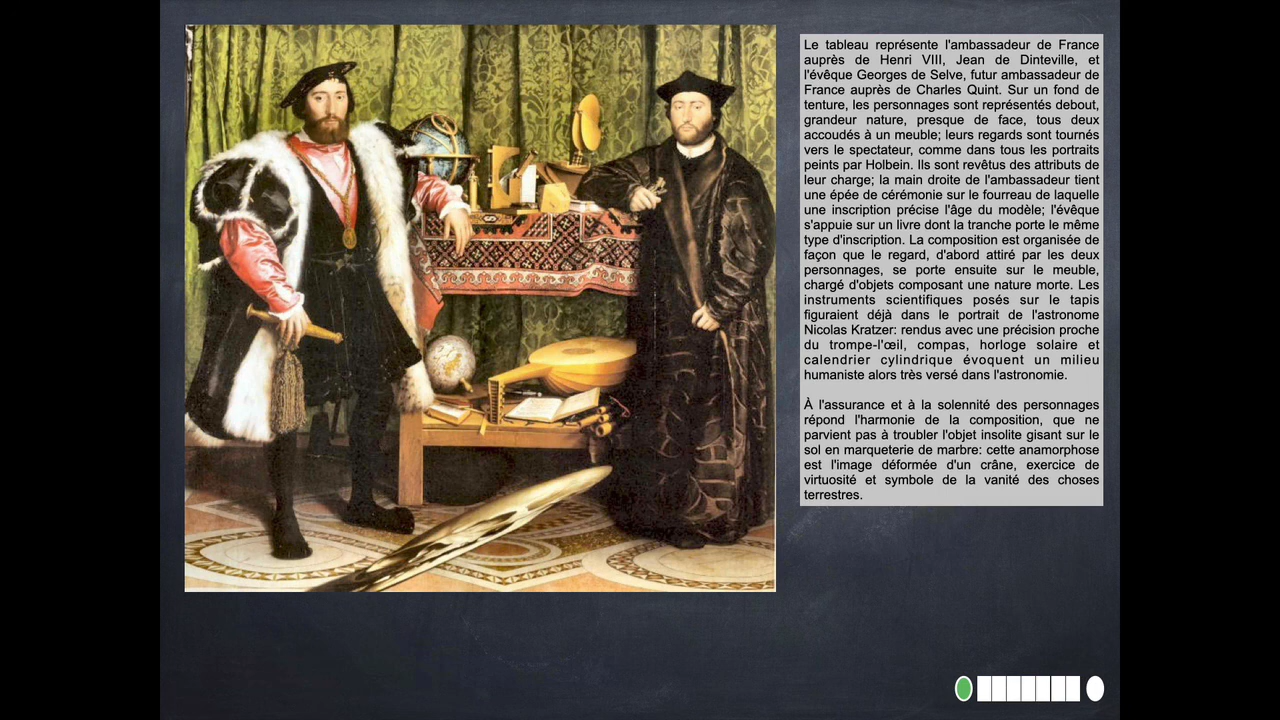 Le tableau représente l'ambassadeur de France
auprès de Henri VIII, Jean de Dinteville, et
l'évêque Georges de Selve, futur ambassadeur de
France auprès de Charles Quint. Sur un fond de
tenture, les personnages sont représentés debout,
grandeur nature, presque de face, tous deux
accoudés à un meuble; leurs regards sont tournés
vers le spectateur, comme dans tous les portraits
peints par Holbein. Ils sont revêtus des attributs de
leur charge; la main droite de l'ambassadeur tient
une épée de cérémonie sur le fourreau de laquelle
une inscription précise l'âge du modèle; l'évêque
s'appuie sur un livre dont la tranche porte le même
type d'inscription. La composition est organisée de
façon que le regard, d'abord attiré par les deux
personnages, se porte ensuite sur le meuble,
chargé d'objets composant une nature morte. Les
instruments scientifiques posés sur le tapis
figuraient déjà dans le portrait de l'astronome
Nicolas Kratzer: rendus avec une précision proche
du trompe-l'œil, compas, horloge solaire et
calendrier cylindrique évoquent un milieu
humaniste alors très versé dans l'astronomie.
À l'assurance et à la solennité des personnages
répond l'harmonie de la composition, que ne
parvient pas à troubler l'objet insolite gisant sur le
sol en marqueterie de marbre: cette anamorphose
est l'image déformée d'un crâne, exercice de
virtuosité et symbole de la vanité des choses
terrestres.